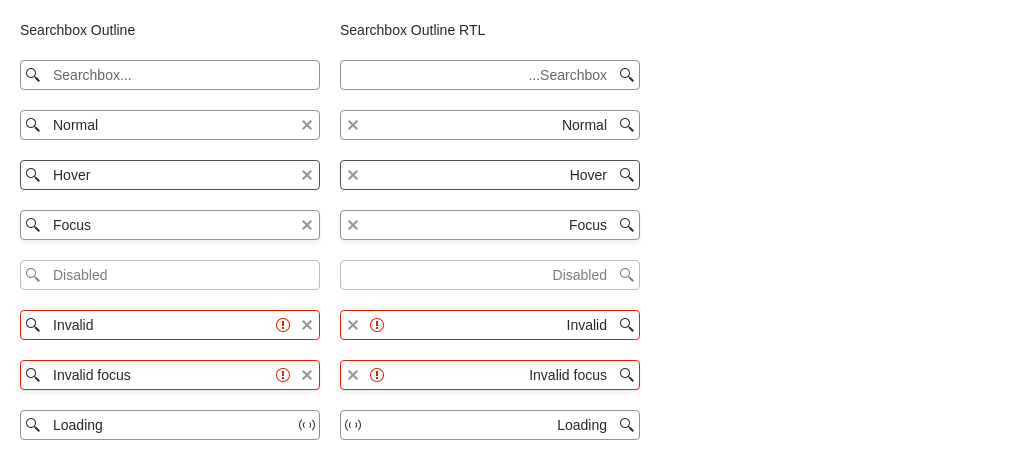 Searchbox Outline
Searchbox Outline RTL
Searchbox...
...Searchbox
Normal
Normal
Hover
Hover
Focus
Focus
Disabled
Disabled
Invalid
Invalid
Invalid focus
Invalid focus
Loading
Loading